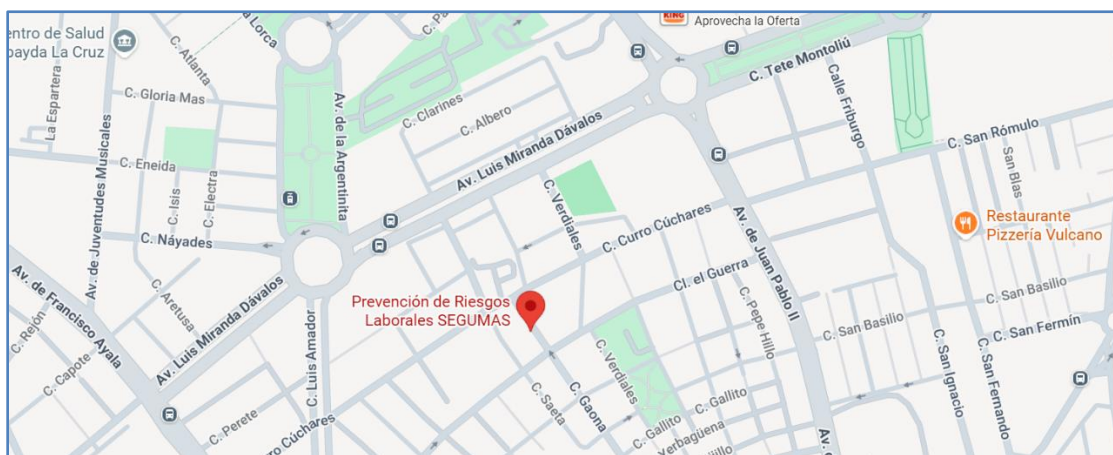 entro de Salud
bayda La Cruz
Lorca
C. Pa
KING
Aprovecha la Oferta
C. Atlanta
La Espartera
C. Gloria Mas
Av. de la Argentinita
C. Clarines
C. Albero
C. Tete Montoliú
Calle Friburgo
C. San Rómulo
San Blas
C. Eneida
C. Isis
C. Electra
Av. de Juventudes Musicales
Av. Luis Miranda Dávalos
C. Verdiales
C. Curro Cúchares
Av. de Juan Pablo II
Restaurante
Pizzería Vulcano
C. Náyades
C. Aretusa
Av. Luis Miranda Dávalos
Av. de Francisco Ayala
C. Rejón
C. Capote
C. Luis Amador
Prevención de Riesgos
Laborales SEGUMAS
Cl. el Guerra
C. Pepe Hillo
C. San Basilio
C. San Basilio
C. San Fermín
C. San Ignacio
C. San Fernando
C. Verdiales
C. Saeta
C. Gaona
C. Gallito
C. Gallito
C. Perete
o Cúchares
Verbagüena
Av. d